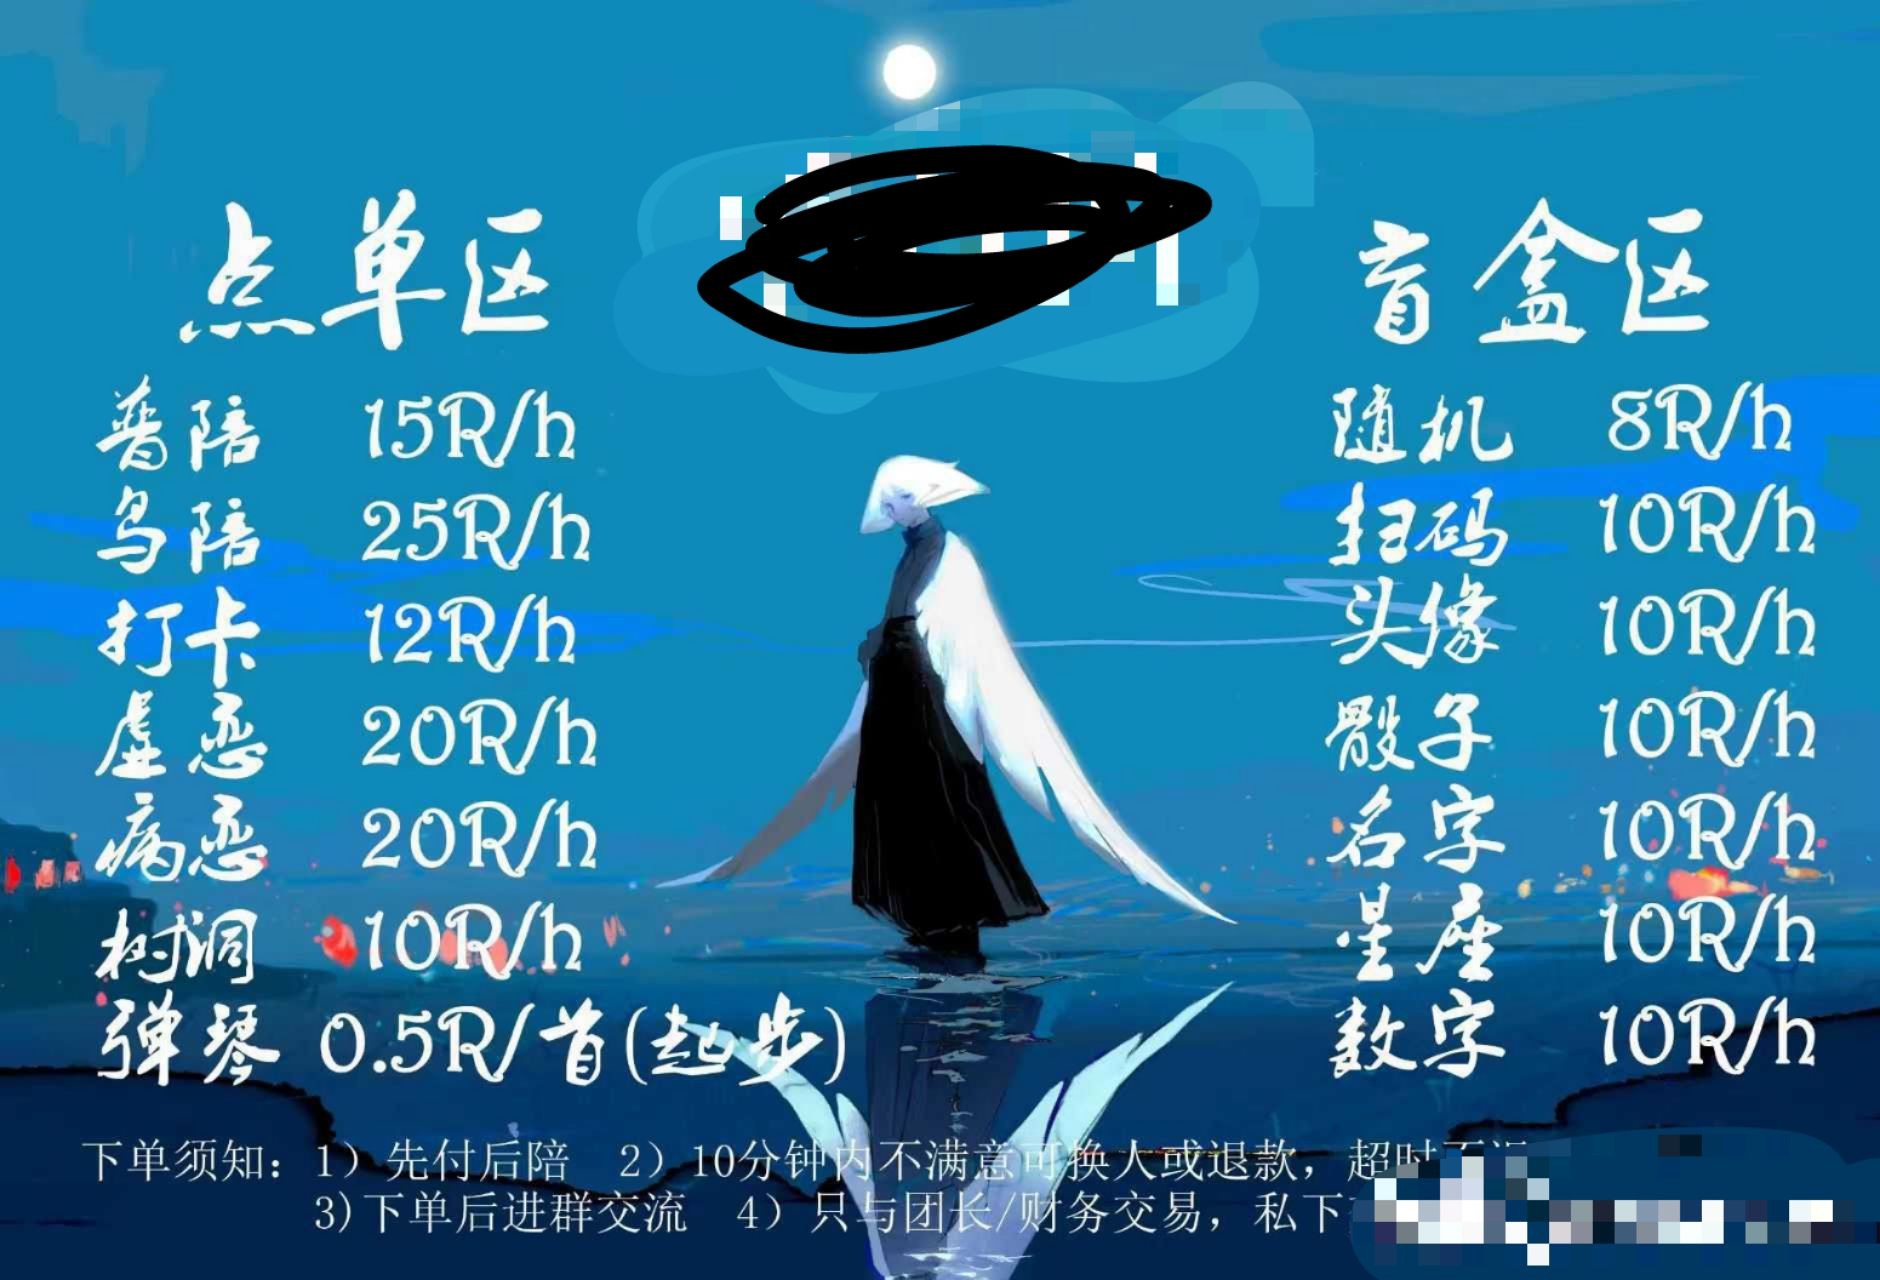 点单区
普陪 15R/h
鸟陪 25R/h
打卡 12R/h
虚恋 20R/h
病恋 20R/h
树洞 10R/h
弹琴 0.5R/首(起步)
盲盒区
随机 8R/h
扫码 10R/h
头像 10R/h
骰子 10R/h
名字 10R/h
星座 10R/h
数字 10R/h
下单须知：1）先付后陪 2）10分钟内不满意可换人或退款，超时不退
3)下单后进群交流 4）只与团长/财务交易，私下